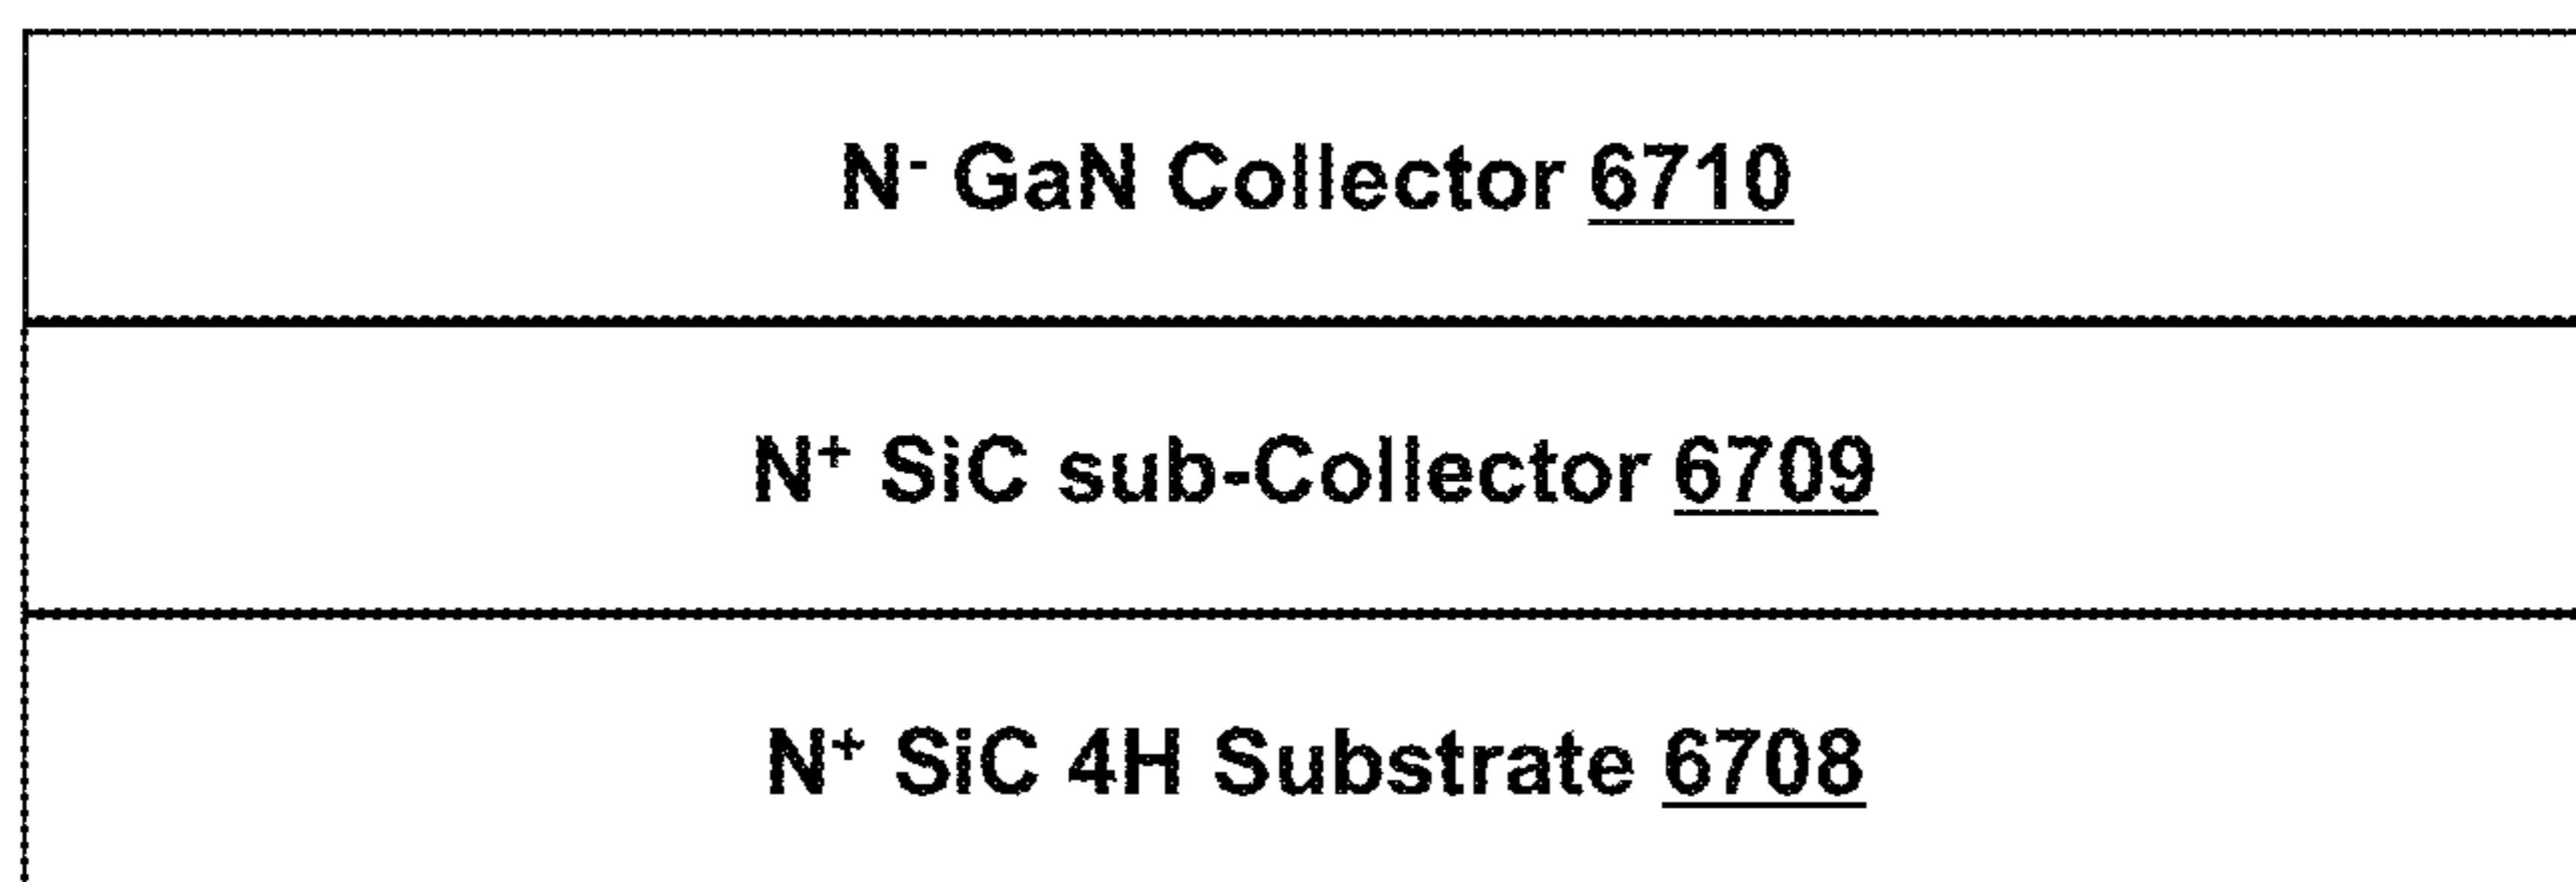 N⁻ GaN Collector 6710
N⁺ SiC sub-Collector 6709
N⁺ SiC 4H Substrate 6708